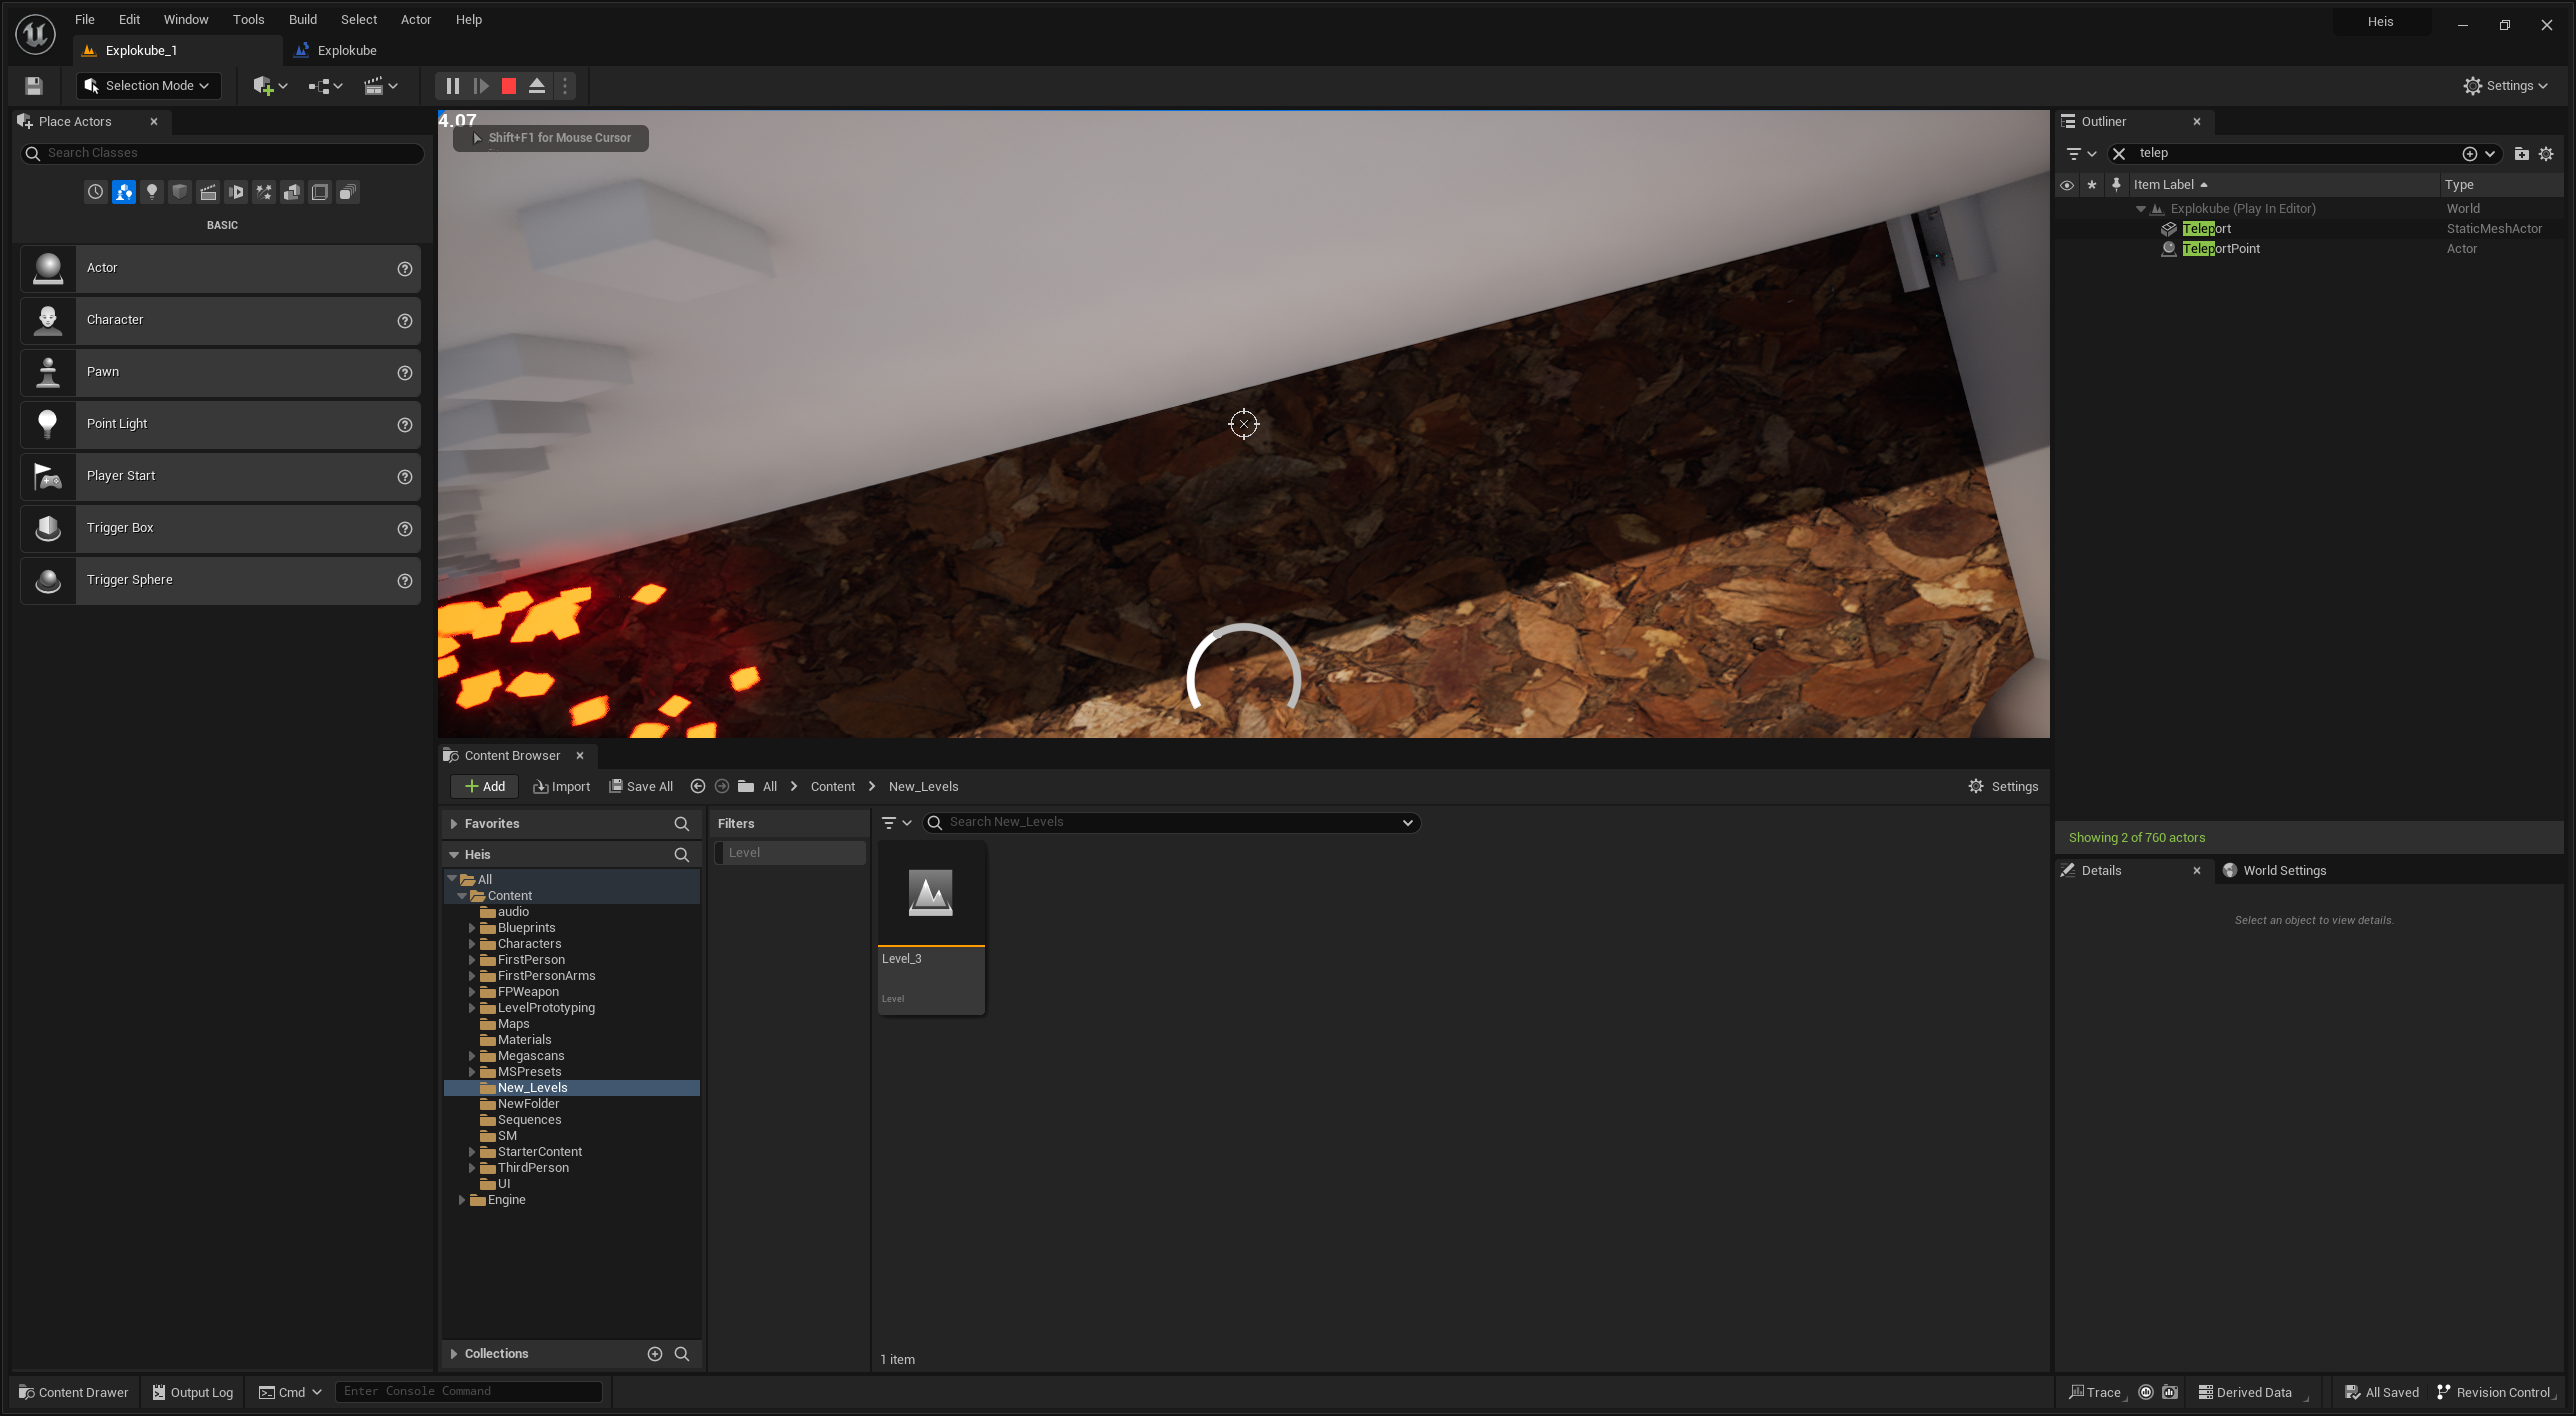 File Edit Window Tools Build Select Actor Help
Heis
Explokube_1
Explokube
Selection Mode
Settings
Place Actors
Search Classes
BASIC
Actor
Character
Pawn
Point Light
Player Start
Trigger Box
Trigger Sphere
4.07
Shift+F1 for Mouse Cursor
Outliner
telep
Item Label Type
Explokube (Play In Editor) World
Teleport StaticMeshActor
TeleportPoint Actor
Showing 2 of 760 actors
Details
World Settings
Select an object to view details.
Content Browser
Add Import Save All All Content New_Levels Settings
Favorites
Heis
All
Content
audio
Blueprints
Characters
FirstPerson
FirstPersonArms
FPWeapon
LevelPrototyping
Maps
Materials
Megascans
MSPresets
New_Levels
NewFolder
Sequences
SM
StarterContent
ThirdPerson
UI
Engine
Collections
Filters
Level
Search New_Levels
Level_3
Level
1 item
Content Drawer Output Log Cmd Enter Console Command
Trace Derived Data All Saved Revision Control